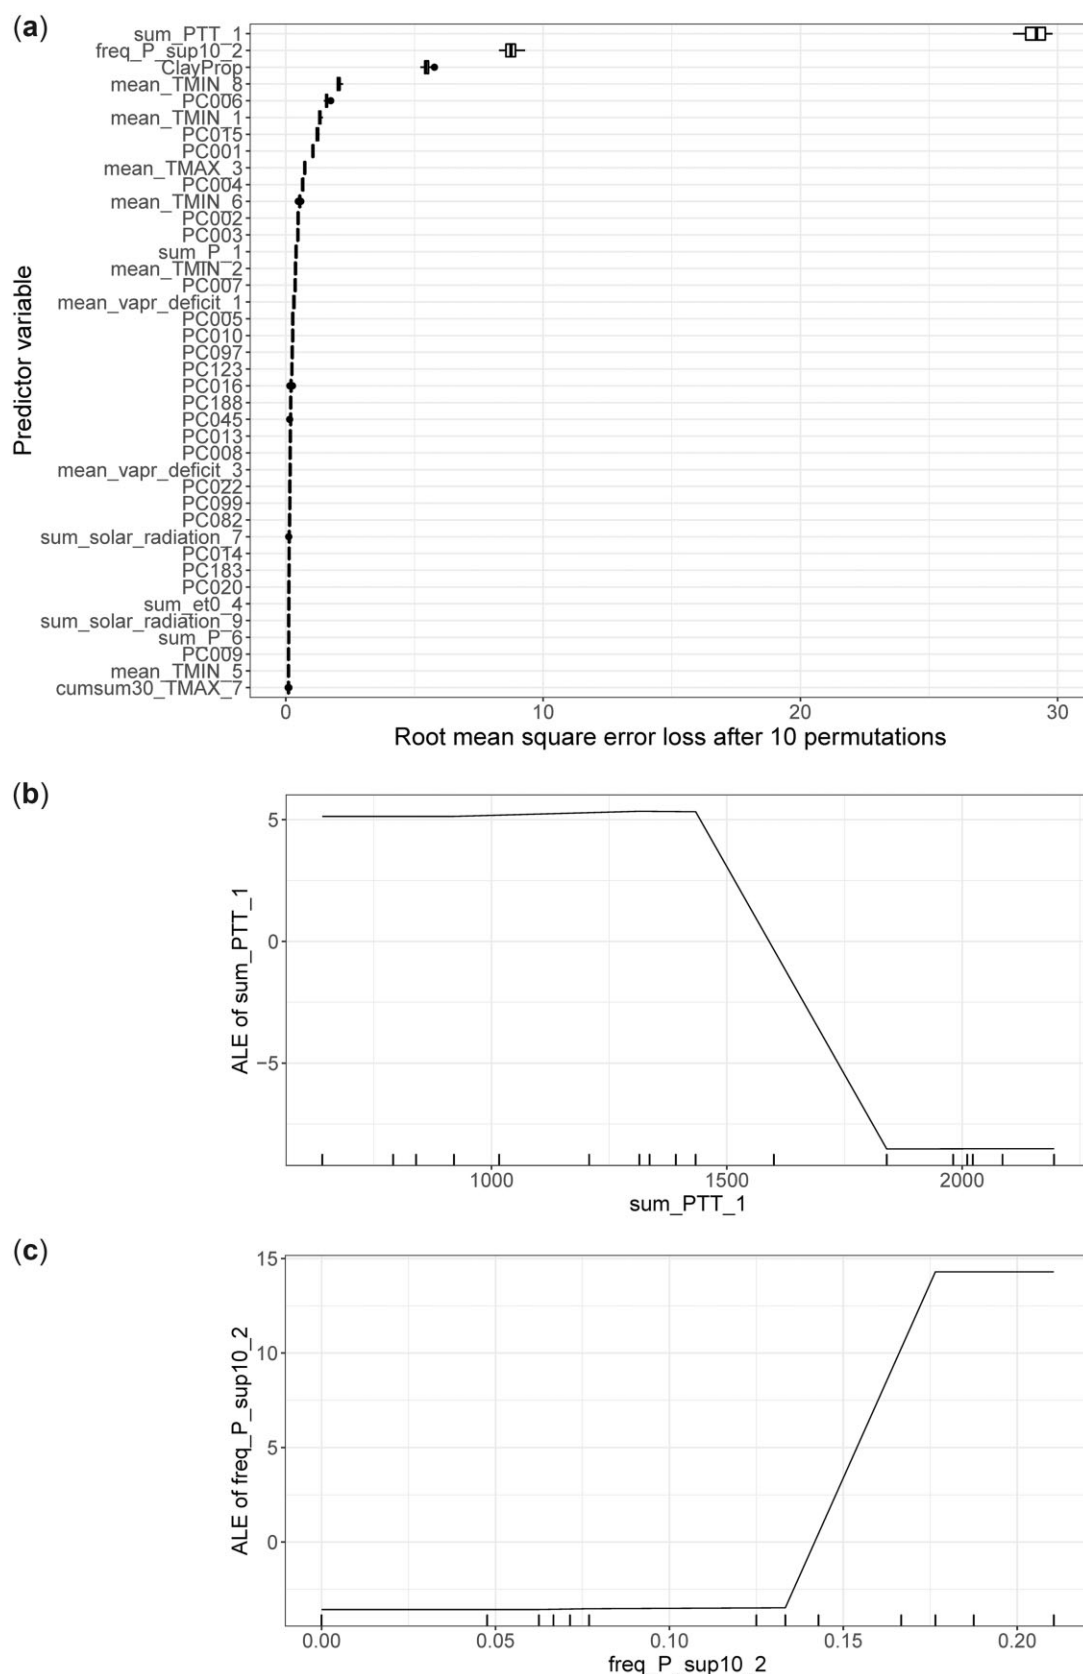 (a)
Predictor variable
sum_PTT_1
freq_P_sup10_2
ClayProp
mean_TMIN_8
PC006
mean_TMIN_1
PC015
PC001
mean_TMAX_3
PC004
mean_TMIN_6
PC002
PC003
sum_P_1
mean_TMIN_2
PC007
mean_vapr_deficit_1
PC005
PC010
PC097
PC123
PC016
PC188
PC045
PC013
PC008
mean_vapr_deficit_3
PC022
PC099
PC082
sum_solar_radiation_7
PC014
PC183
PC020
sum_et0_4
sum_solar_radiation_9
sum_P_6
PC009
mean_TMIN_5
cumsum30_TMAX_7
0 10 20 30
Root mean square error loss after 10 permutations
(b)
ALE of sum_PTT_1
5
0
−5
1000 1500 2000
sum_PTT_1
(c)
ALE of freq_P_sup10_2
15
10
5
0
0.00 0.05 0.10 0.15 0.20
freq_P_sup10_2